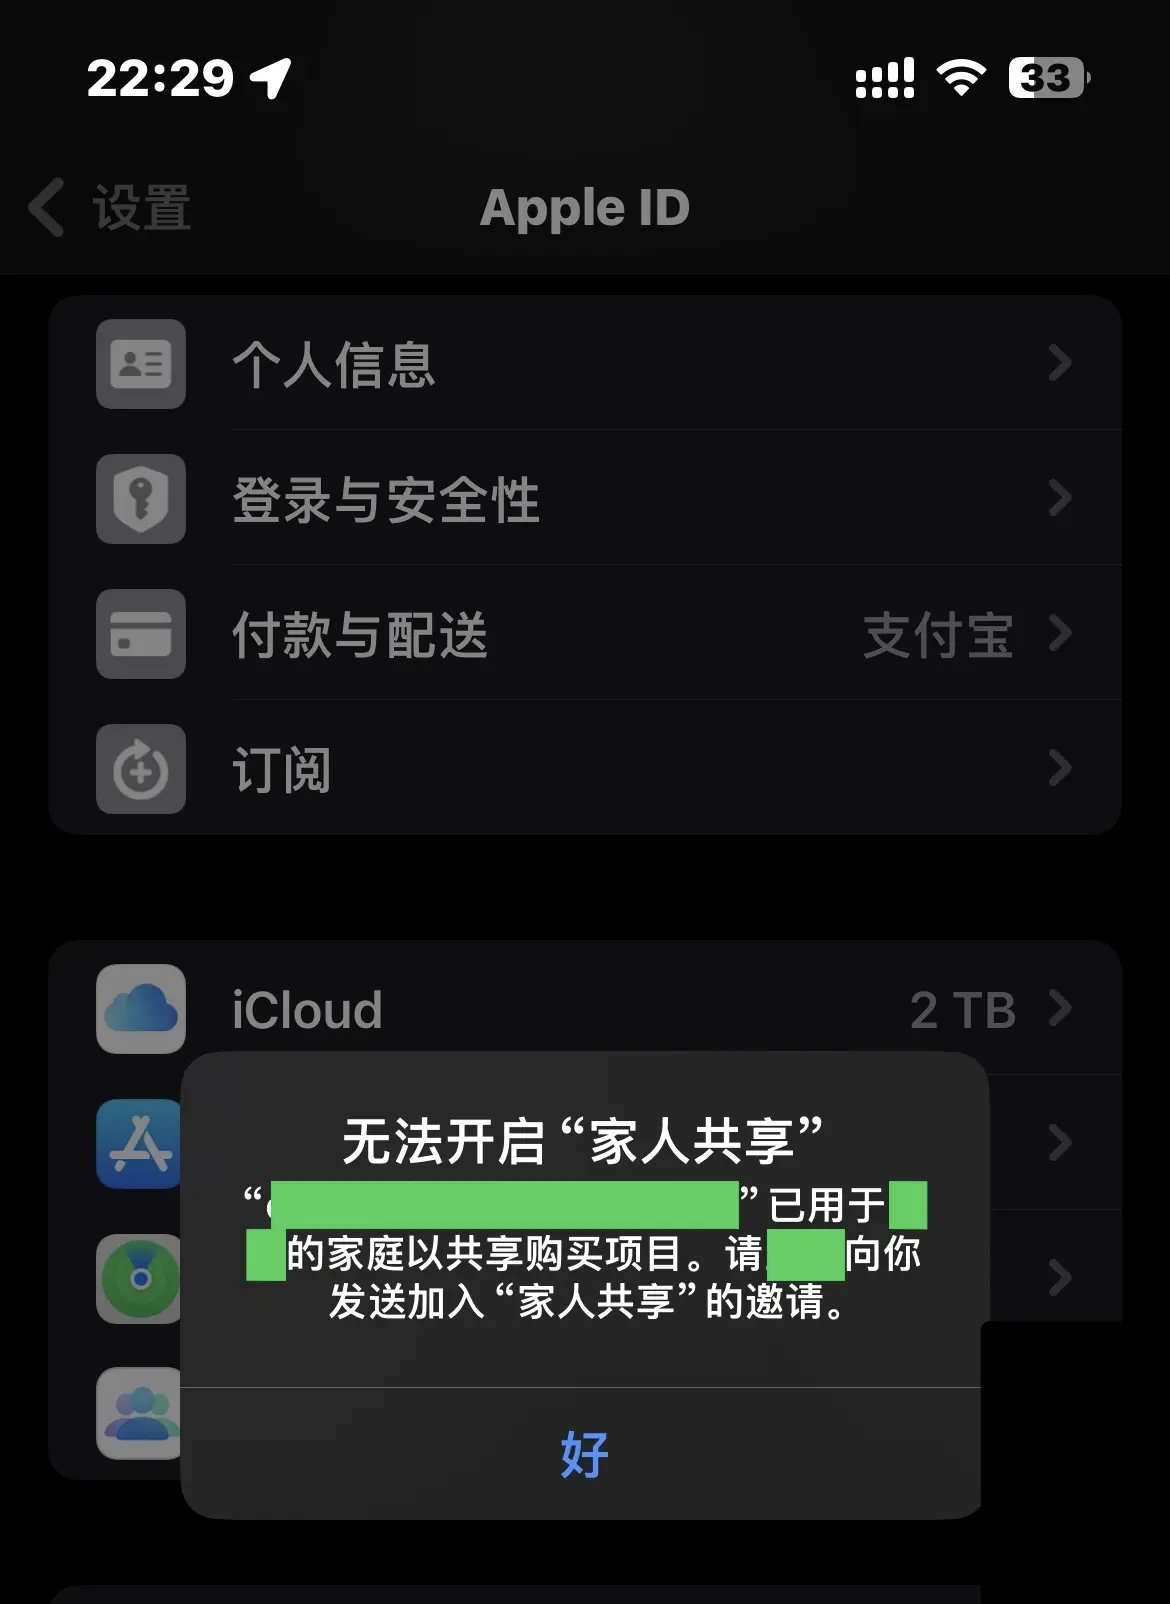 22:29
33
设置
Apple ID
个人信息
登录与安全性
付款与配送 支付宝
订阅
iCloud 2 TB
无法开启“家人共享”
“ ”已用于
的家庭以共享购买项目。请 向你
发送加入“家人共享”的邀请。
好